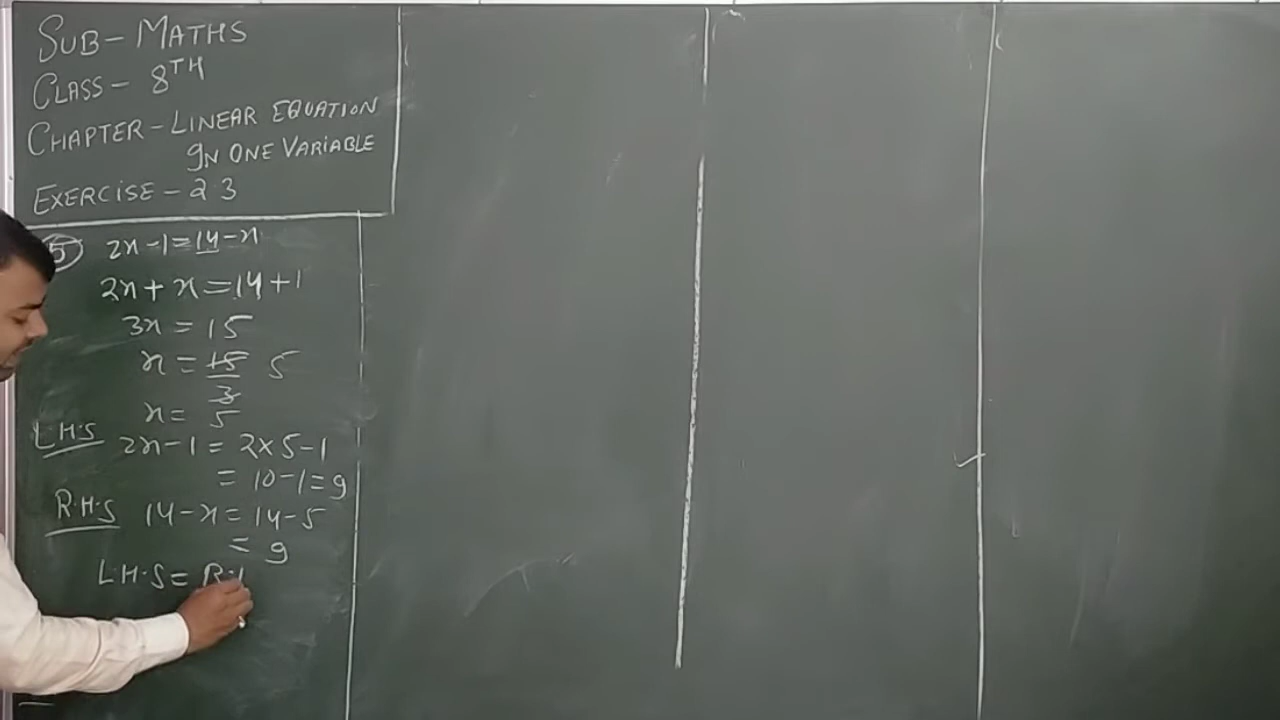 SUB- MATHS
CLASS- 8TH
CHAPTER-LINEAR EQUATION
IN ONE VARIABLE
EXERCISE-2.3
5 2x-1=14-x
2x+x=14+1
3x=15
x=15/3 5
x=5
L.H.S 2x-1=2×5-1
=10-1=9
R.H.S 14-x=14-5
=9
L.H.S=R.H